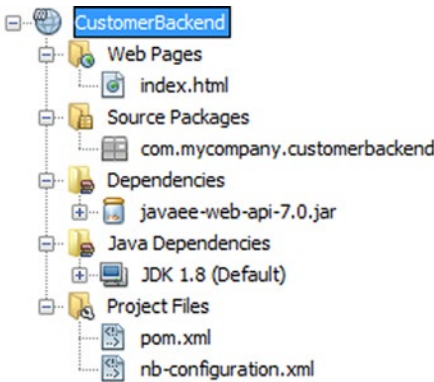 CustomerBackend
Web Pages
index.html
Source Packages
com.mycompany.customerbackend
Dependencies
javaee-web-api-7.0.jar
Java Dependencies
JDK 1.8 (Default)
Project Files
pom.xml
nb-configuration.xml